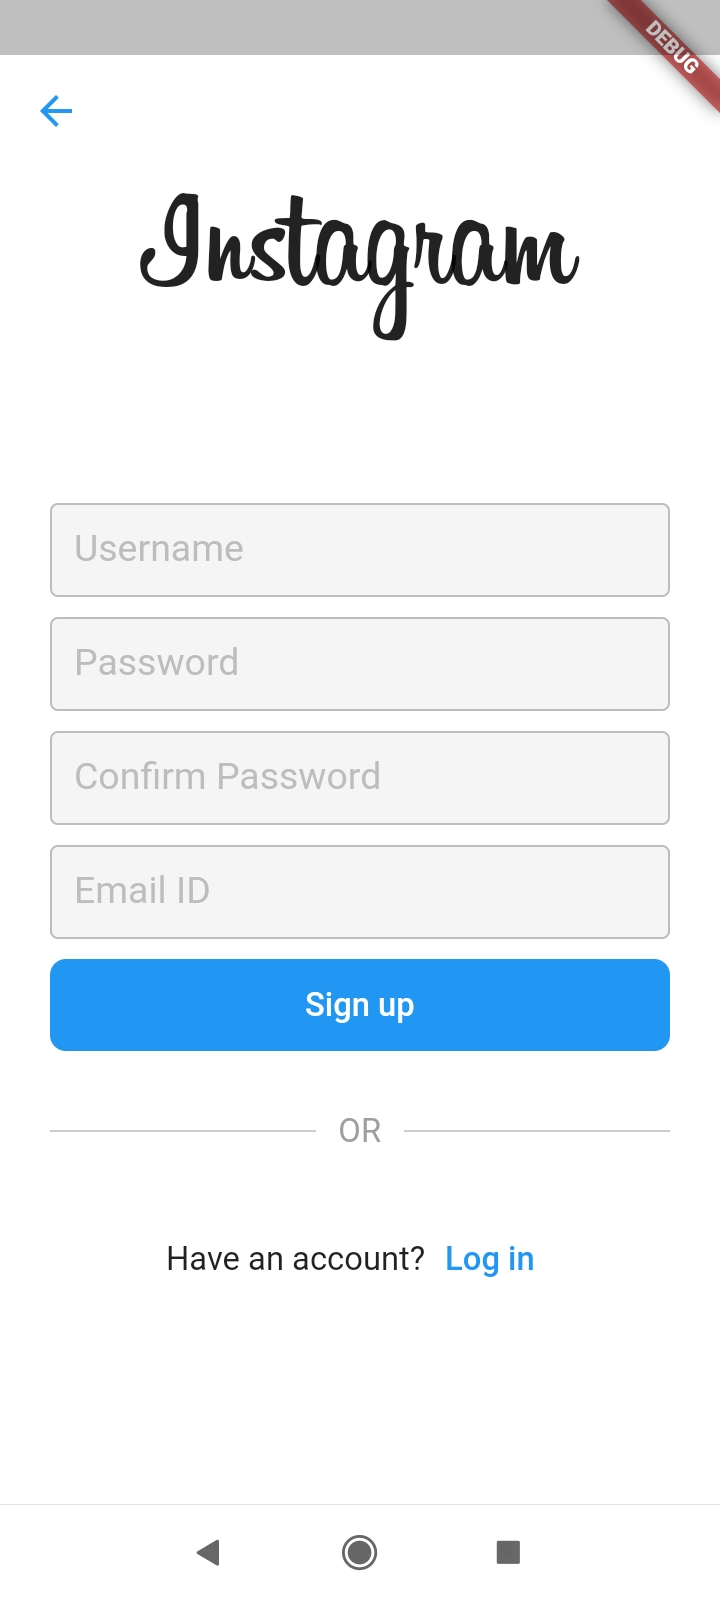 DEBUG
Instagram
Username
Password
Confirm Password
Email ID
Sign up
OR
Have an account? Log in